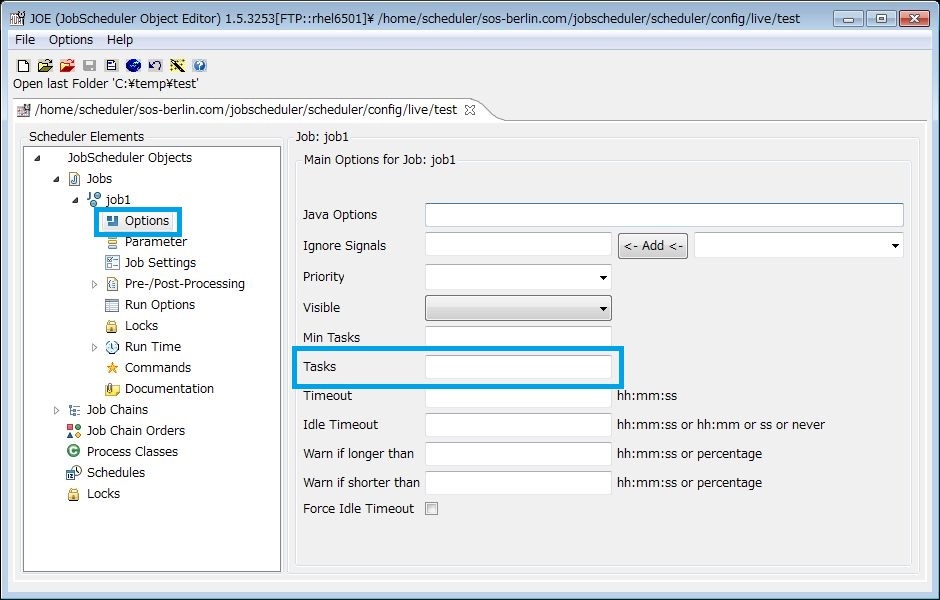 JOE (JobScheduler Object Editor) 1.5.3253[FTP::rhel6501]¥ /home/scheduler/sos-berlin.com/jobscheduler/scheduler/config/live/test
File Options Help
Open last Folder 'C:¥temp¥test'
/home/scheduler/sos-berlin.com/jobscheduler/scheduler/config/live/test
Scheduler Elements
JobScheduler Objects
Jobs
job1
Options
Parameter
Job Settings
Pre-/Post-Processing
Run Options
Locks
Run Time
Commands
Documentation
Job Chains
Job Chain Orders
Process Classes
Schedules
Locks
Job: job1
Main Options for Job: job1
Java Options
Ignore Signals <- Add <-
Priority
Visible
Min Tasks
Tasks
Timeout hh:mm:ss
Idle Timeout hh:mm:ss or hh:mm or ss or never
Warn if longer than hh:mm:ss or percentage
Warn if shorter than hh:mm:ss or percentage
Force Idle Timeout